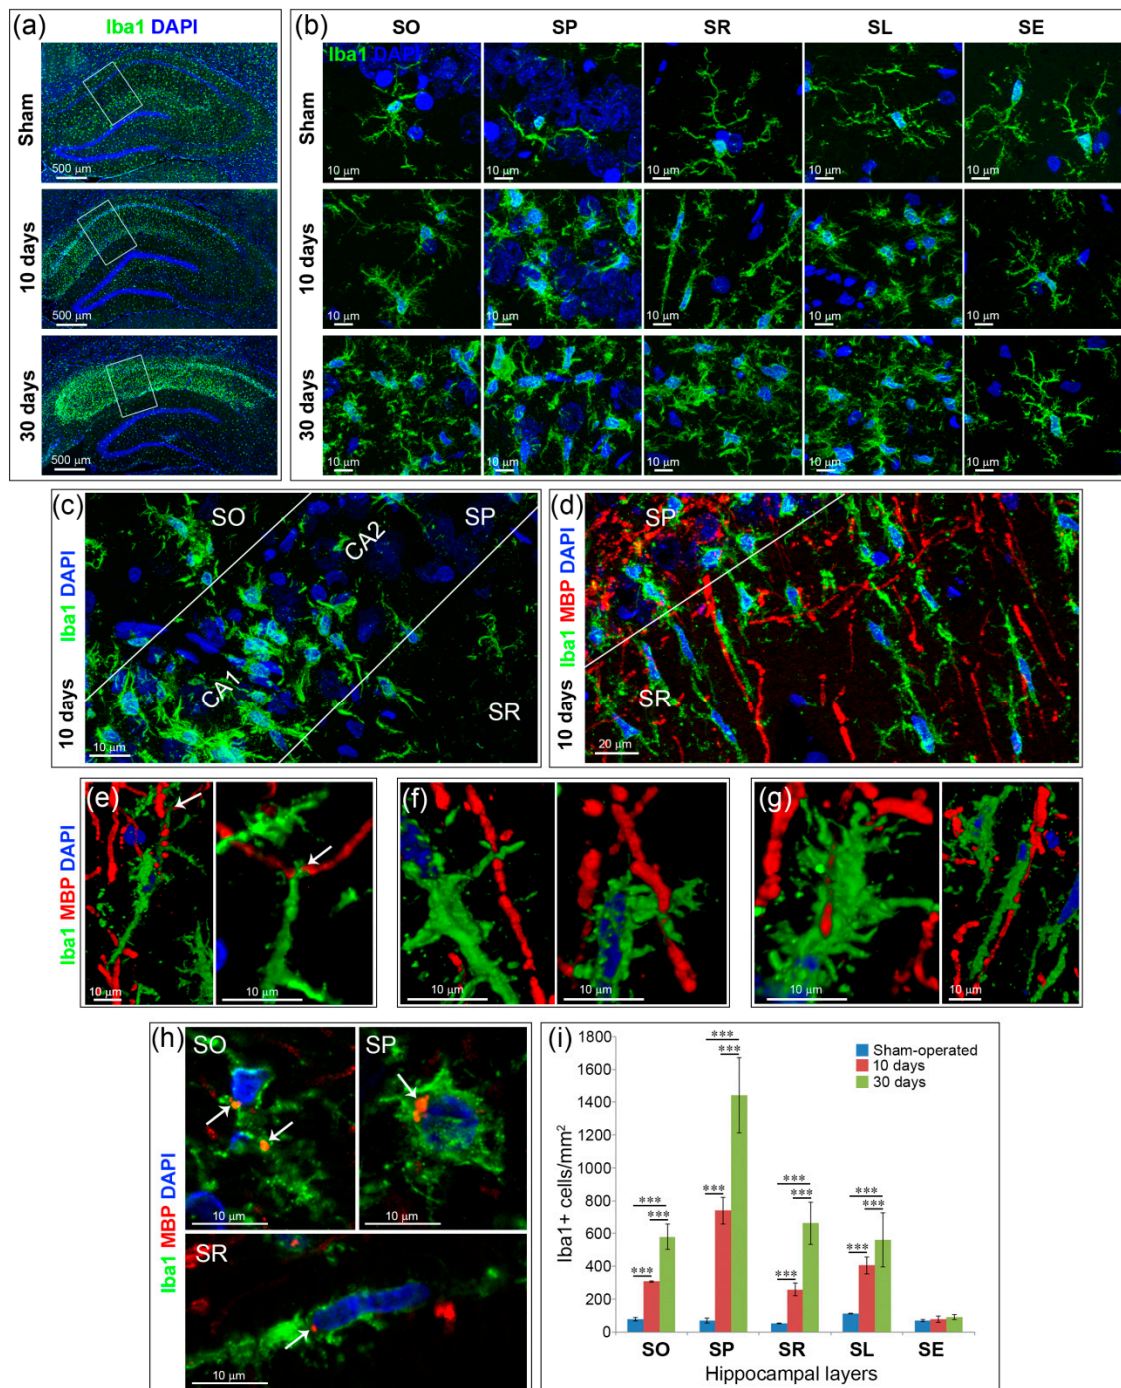 (a) Iba1 DAPI
Sham
500 µm
10 days
500 µm
30 days
500 µm
(b) SO SP SR SL SE
Iba1 DAPI
Sham
10 µm 10 µm 10 µm 10 µm 10 µm
10 days
10 µm 10 µm 10 µm 10 µm 10 µm
30 days
10 µm 10 µm 10 µm 10 µm 10 µm
(c) SO SP
CA2
CA1
SR
10 days Iba1 DAPI
10 µm
(d) SP
SR
10 days Iba1 MBP DAPI
20 µm
Iba1 MBP DAPI
(e)
10 µm 10 µm
(f)
10 µm 10 µm
(g)
10 µm 10 µm
(h) SO SP
Iba1 MBP DAPI
10 µm 10 µm
SR
10 µm
(i)
Iba1+ cells/mm²
1800
1600
1400
1200
1000
800
600
400
200
0
Sham-operated
10 days
30 days
*** *** ***
*** *** ***
*** *** ***
*** *** ***
SO SP SR SL SE
Hippocampal layers